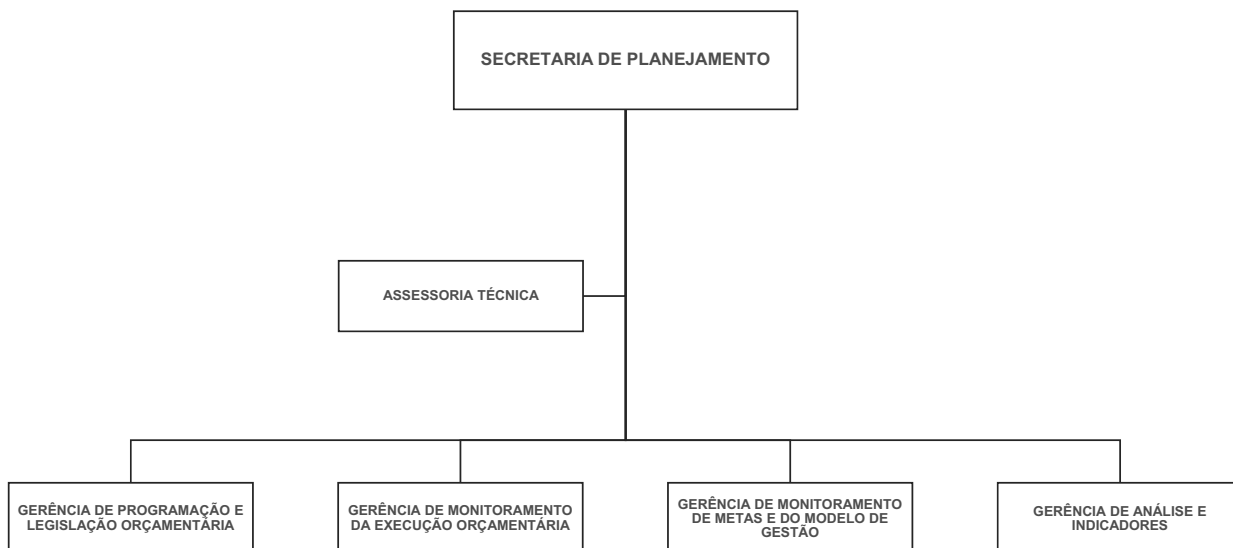 SECRETARIA DE PLANEJAMENTO
ASSESSORIA TÉCNICA
GERÊNCIA DE PROGRAMAÇÃO E
LEGISLAÇÃO ORÇAMENTÁRIA
GERÊNCIA DE MONITORAMENTO
DA EXECUÇÃO ORÇAMENTÁRIA
GERÊNCIA DE MONITORAMENTO
DE METAS E DO MODELO DE
GESTÃO
GERÊNCIA DE ANÁLISE E
INDICADORES